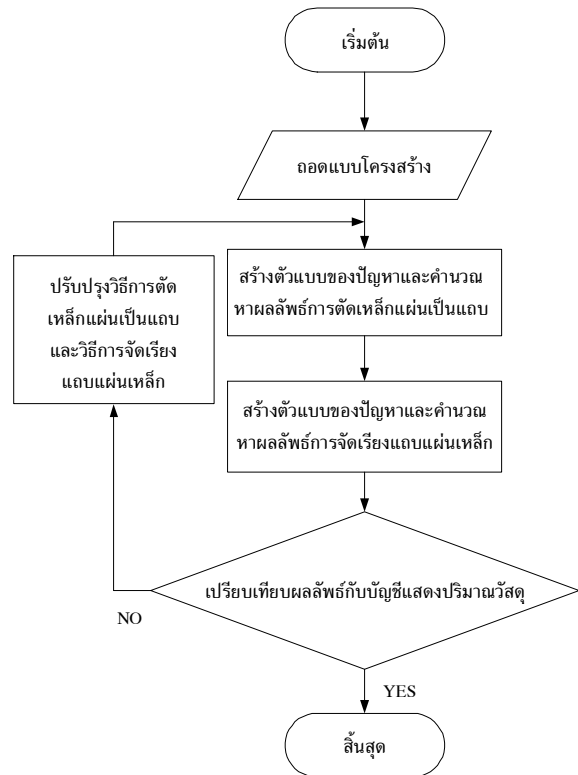 เริ่มต้น
ถอดแบบโครงสร้าง
สร้างตัวแบบของปัญหาและคำนวณ
หาผลลัพธ์การตัดเหล็กแผ่นเป็นแถบ
ปรับปรุงวิธีการตัด
เหล็กแผ่นเป็นแถบ
และวิธีการจัดเรียง
แถบแผ่นเหล็ก
สร้างตัวแบบของปัญหาและคำนวณ
หาผลลัพธ์การจัดเรียงแถบแผ่นเหล็ก
เปรียบเทียบผลลัพธ์กับบัญชีแสดงปริมาณวัสดุ
NO
YES
สิ้นสุด